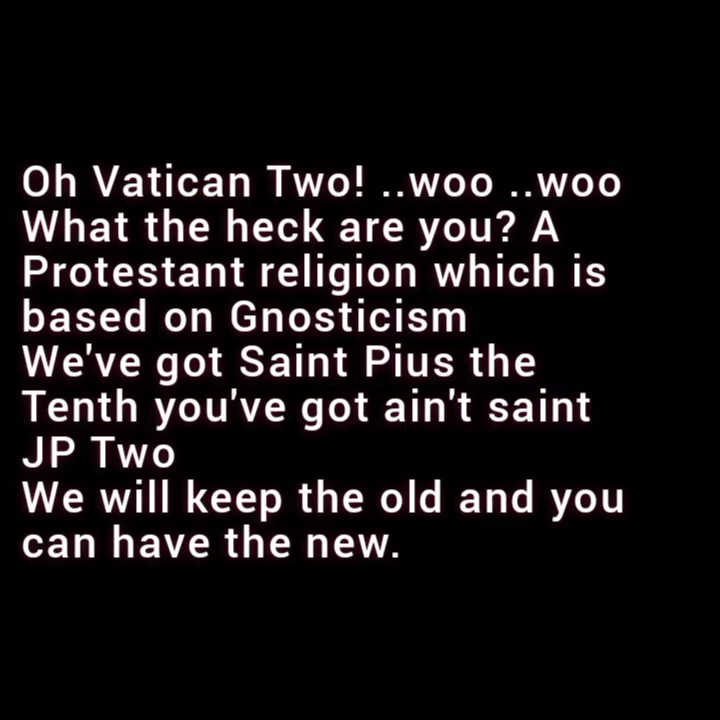 Oh Vatican Two! ..woo ..woo
What the heck are you? A
Protestant religion which is
based on Gnosticism
We've got Saint Pius the
Tenth you've got ain't saint
JP Two
We will keep the old and you
can have the new.